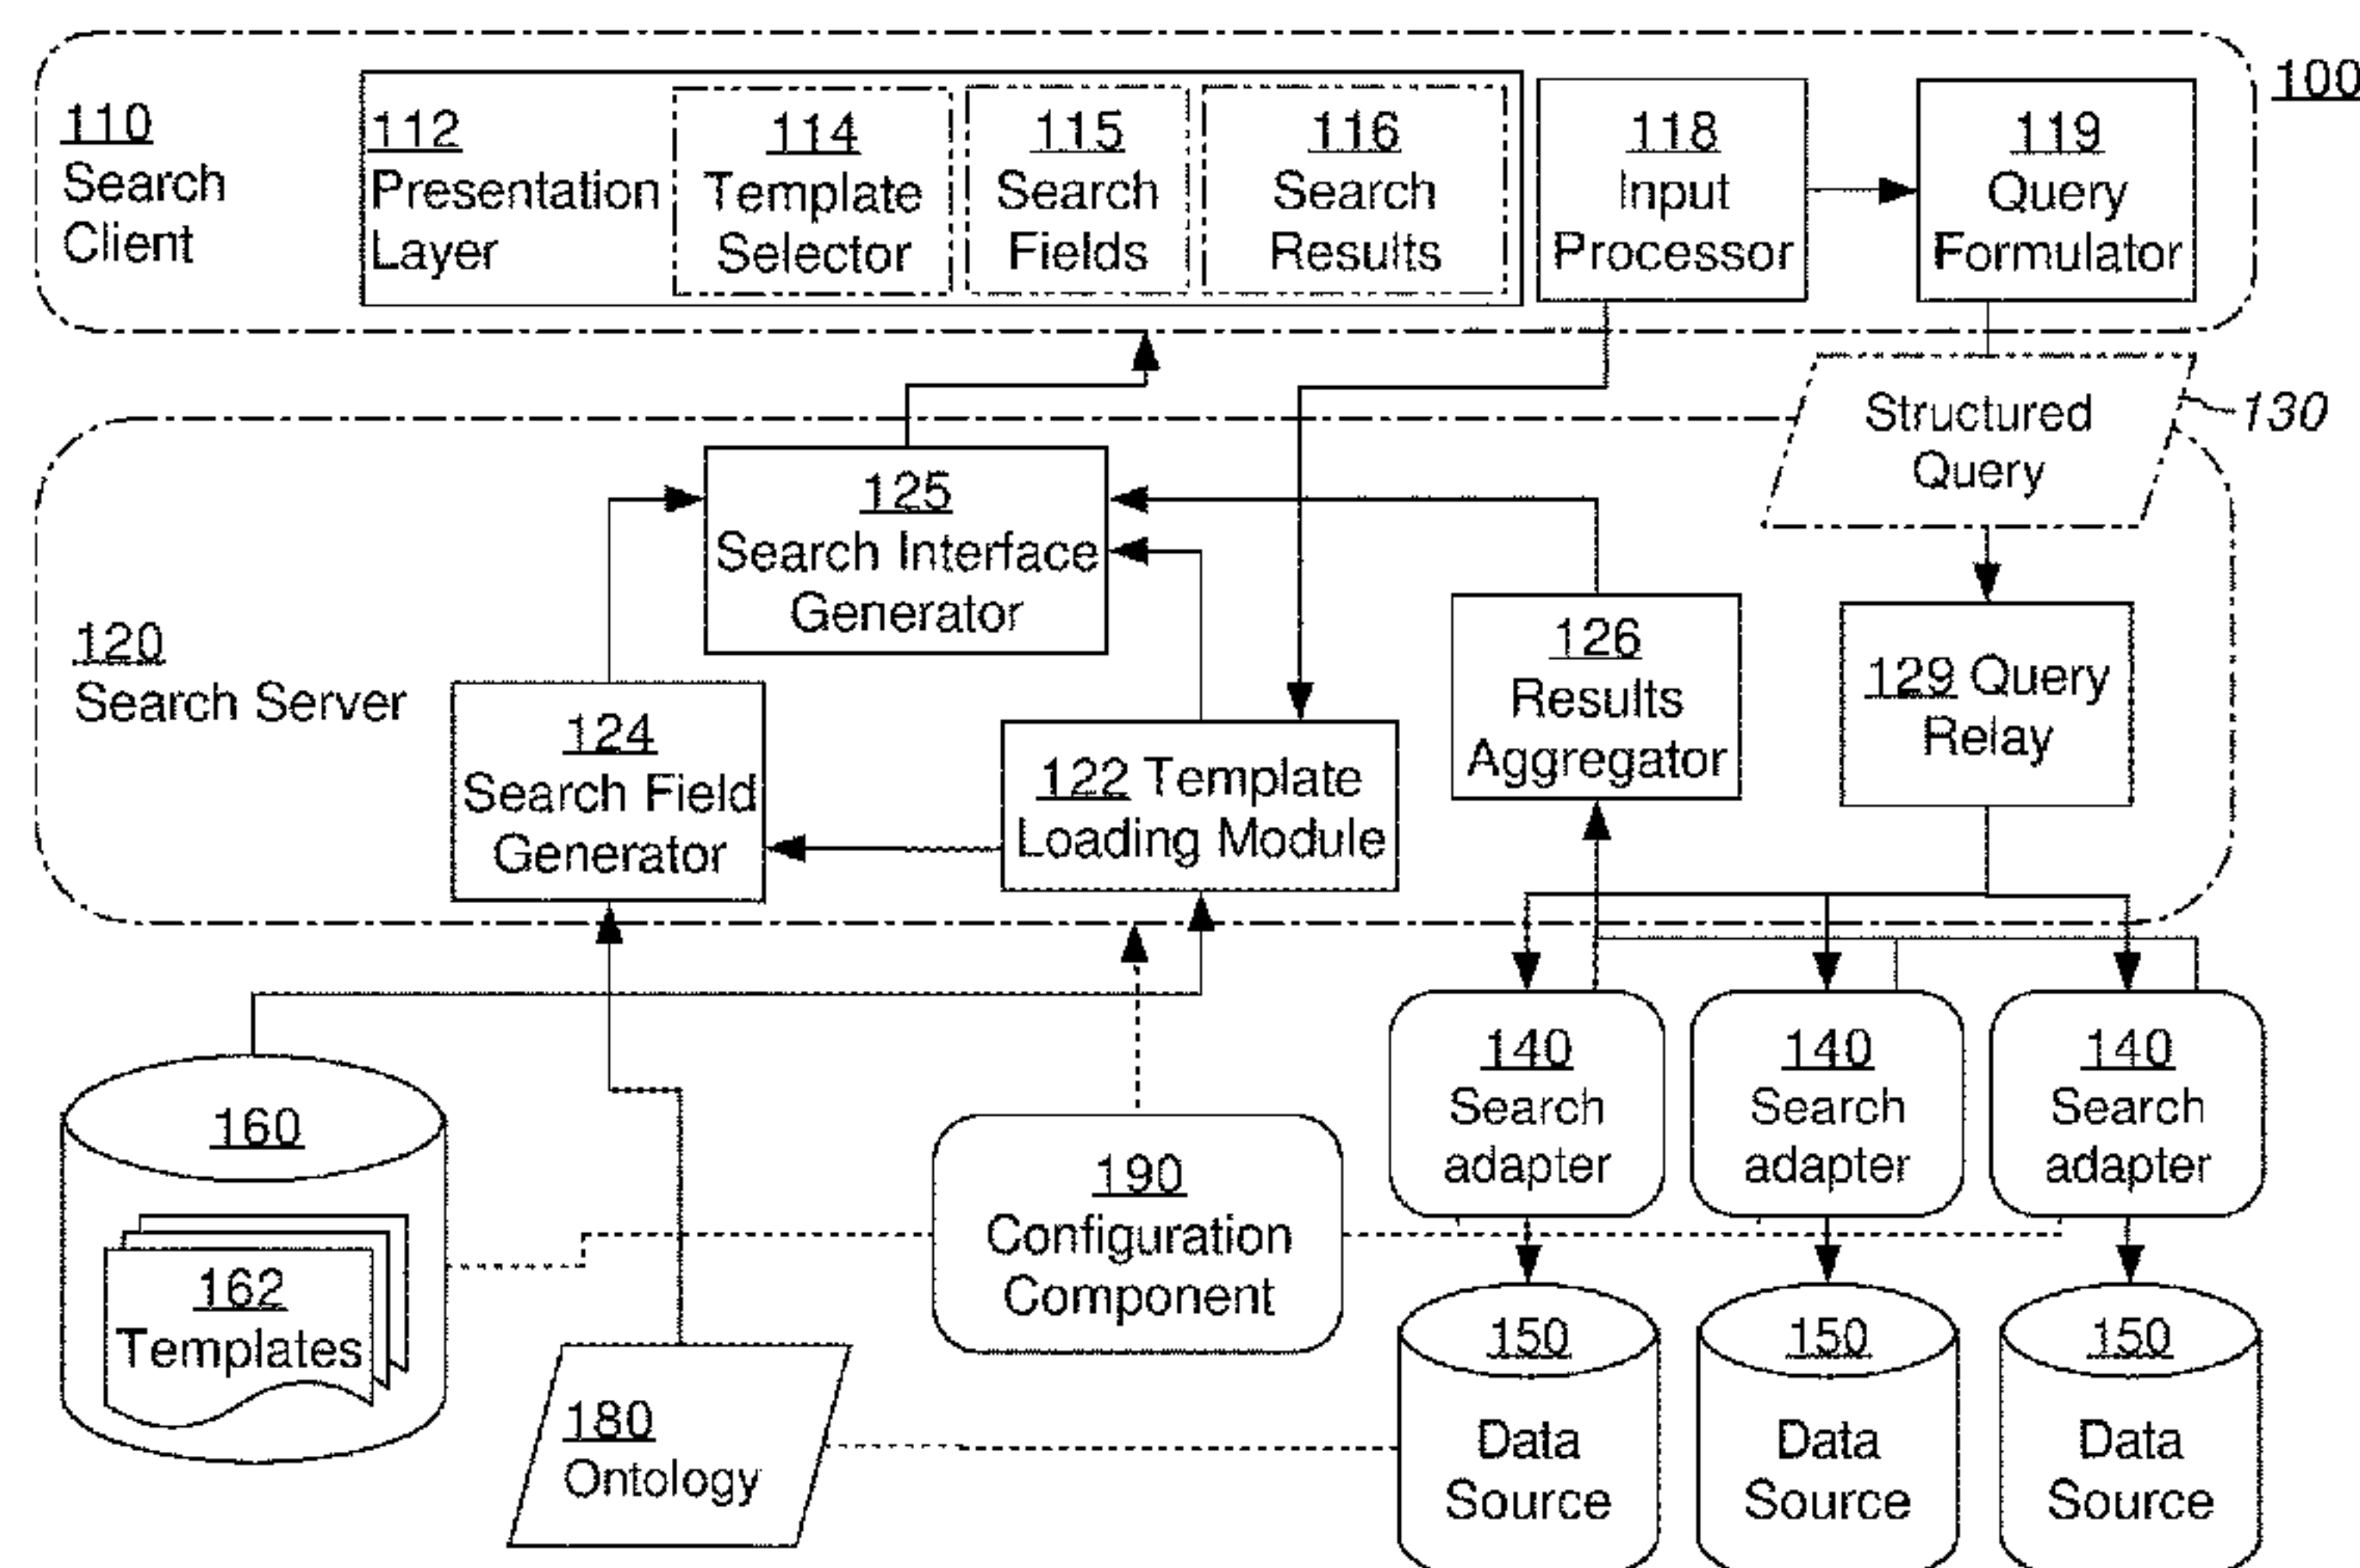 100
110
Search
Client
112
Presentation
Layer
114
Template
Selector
115
Search
Fields
116
Search
Results
118
Input
Processor
119
Query
Formulator
Structured
Query
130
120
Search Server
125
Search Interface
Generator
124
Search Field
Generator
122 Template
Loading Module
126
Results
Aggregator
129 Query
Relay
160
162
Templates
180
Ontology
190
Configuration
Component
140
Search
adapter
140
Search
adapter
140
Search
adapter
150
Data
Source
150
Data
Source
150
Data
Source